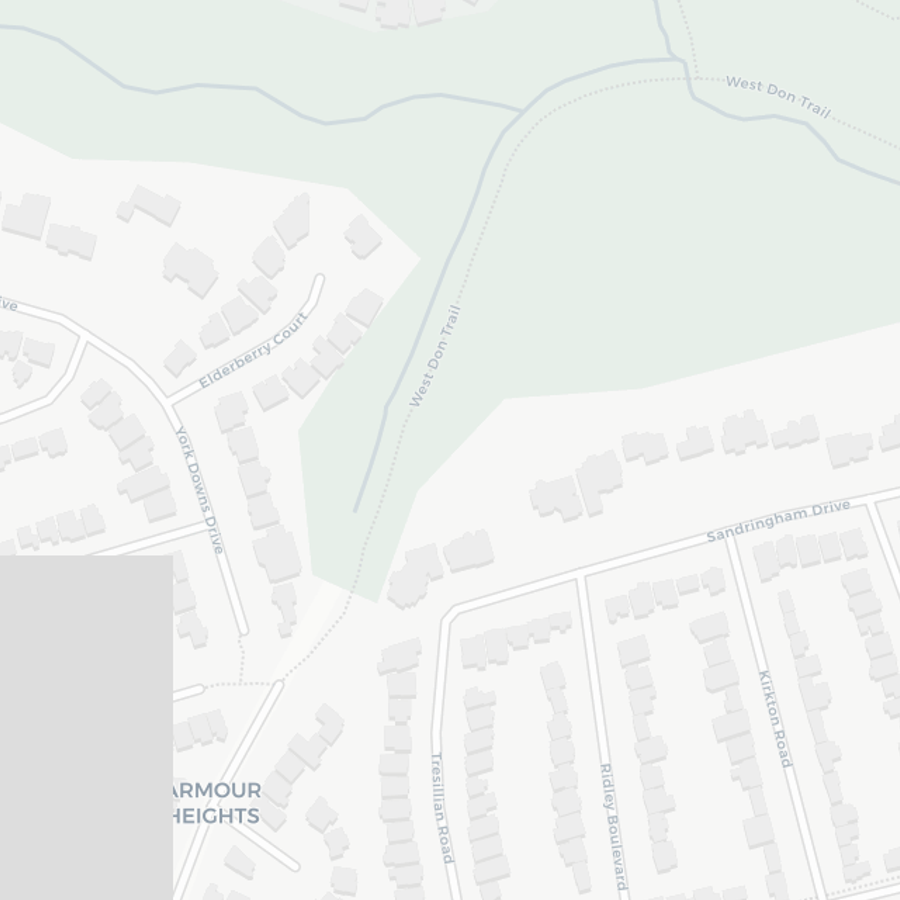 West Don Trail
ive
West Don Trail
Elderberry Court
York Downs Drive
Sandringham Drive
Kirkton Road
Tresillian Road
Ridley Boulevard
ARMOUR
HEIGHTS